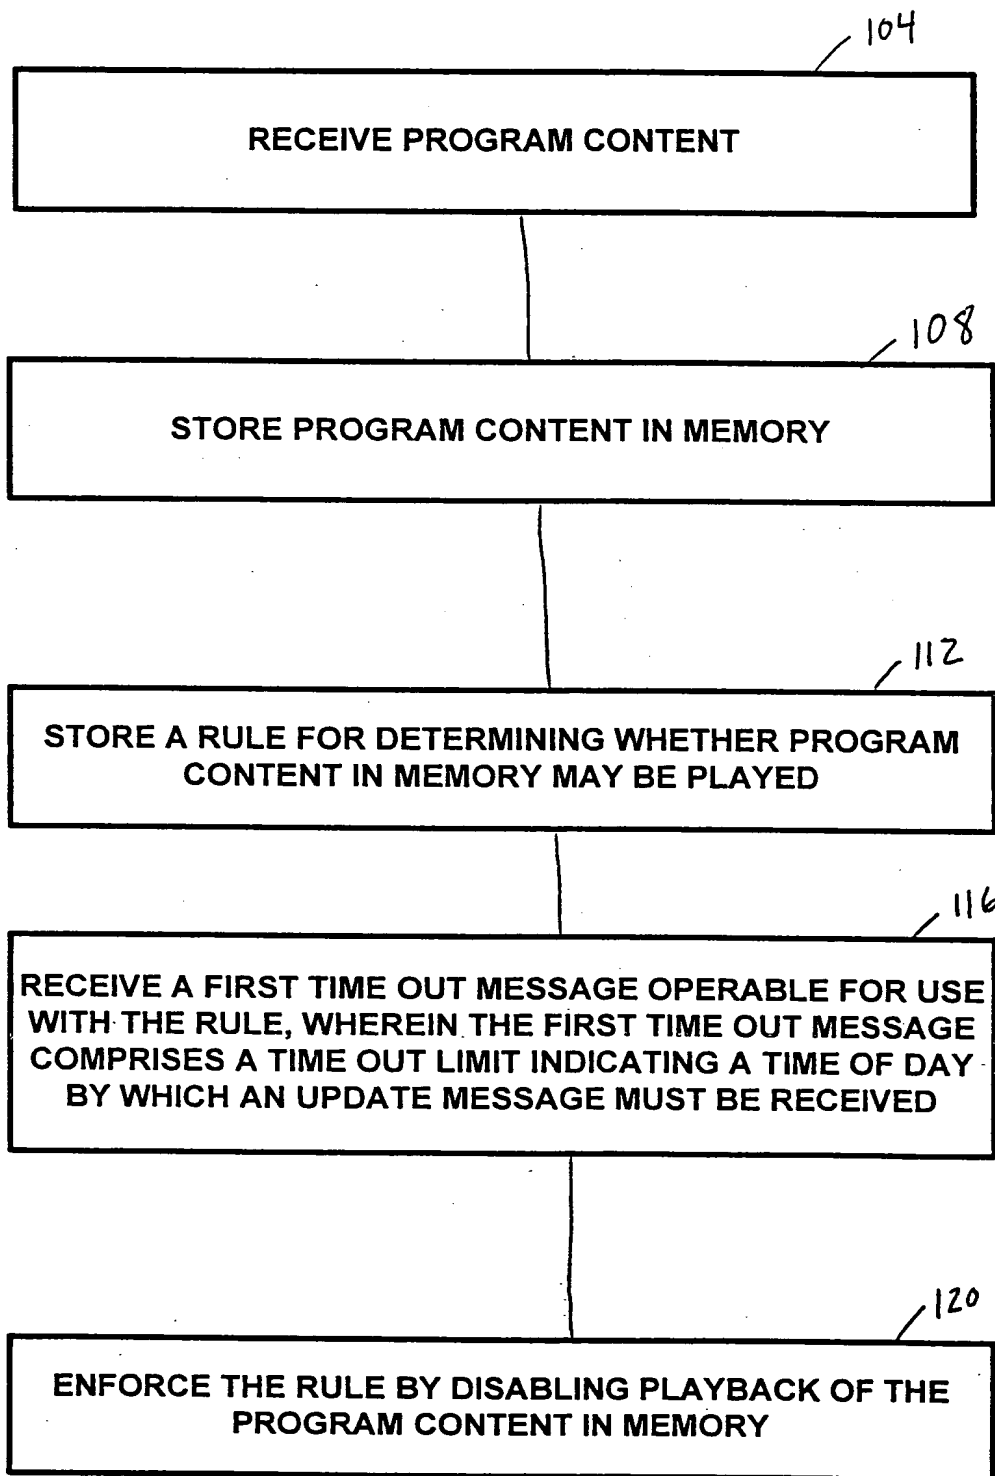 104
RECEIVE PROGRAM CONTENT
108
STORE PROGRAM CONTENT IN MEMORY
112
STORE A RULE FOR DETERMINING WHETHER PROGRAM
CONTENT IN MEMORY MAY BE PLAYED
116
RECEIVE A FIRST TIME OUT MESSAGE OPERABLE FOR USE
WITH THE RULE, WHEREIN THE FIRST TIME OUT MESSAGE
COMPRISES A TIME OUT LIMIT INDICATING A TIME OF DAY
BY WHICH AN UPDATE MESSAGE MUST BE RECEIVED
120
ENFORCE THE RULE BY DISABLING PLAYBACK OF THE
PROGRAM CONTENT IN MEMORY